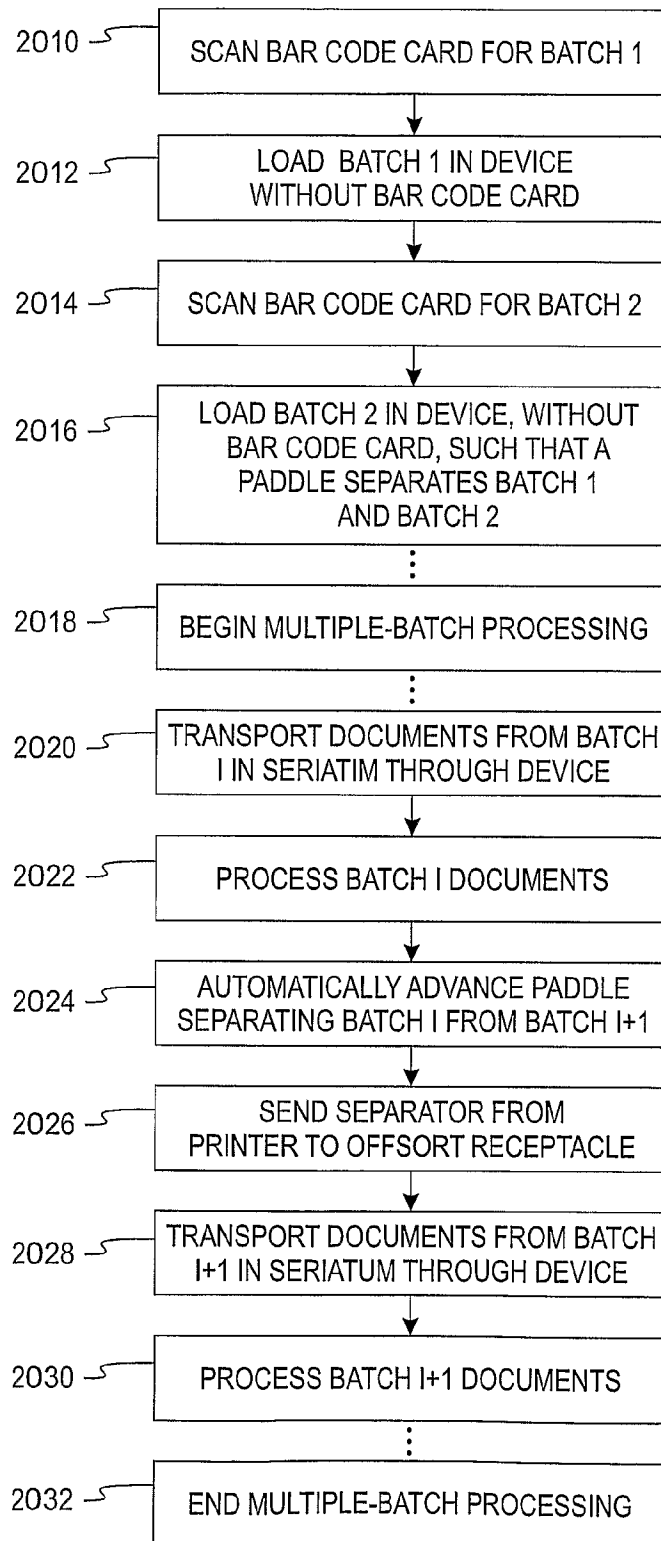 2010
SCAN BAR CODE CARD FOR BATCH 1
2012
LOAD BATCH 1 IN DEVICE
WITHOUT BAR CODE CARD
2014
SCAN BAR CODE CARD FOR BATCH 2
2016
LOAD BATCH 2 IN DEVICE, WITHOUT
BAR CODE CARD, SUCH THAT A
PADDLE SEPARATES BATCH 1
AND BATCH 2
2018
BEGIN MULTIPLE-BATCH PROCESSING
2020
TRANSPORT DOCUMENTS FROM BATCH
I IN SERIATIM THROUGH DEVICE
2022
PROCESS BATCH I DOCUMENTS
2024
AUTOMATICALLY ADVANCE PADDLE
SEPARATING BATCH I FROM BATCH I+1
2026
SEND SEPARATOR FROM
PRINTER TO OFFSORT RECEPTACLE
2028
TRANSPORT DOCUMENTS FROM BATCH
I+1 IN SERIATUM THROUGH DEVICE
2030
PROCESS BATCH I+1 DOCUMENTS
2032
END MULTIPLE-BATCH PROCESSING